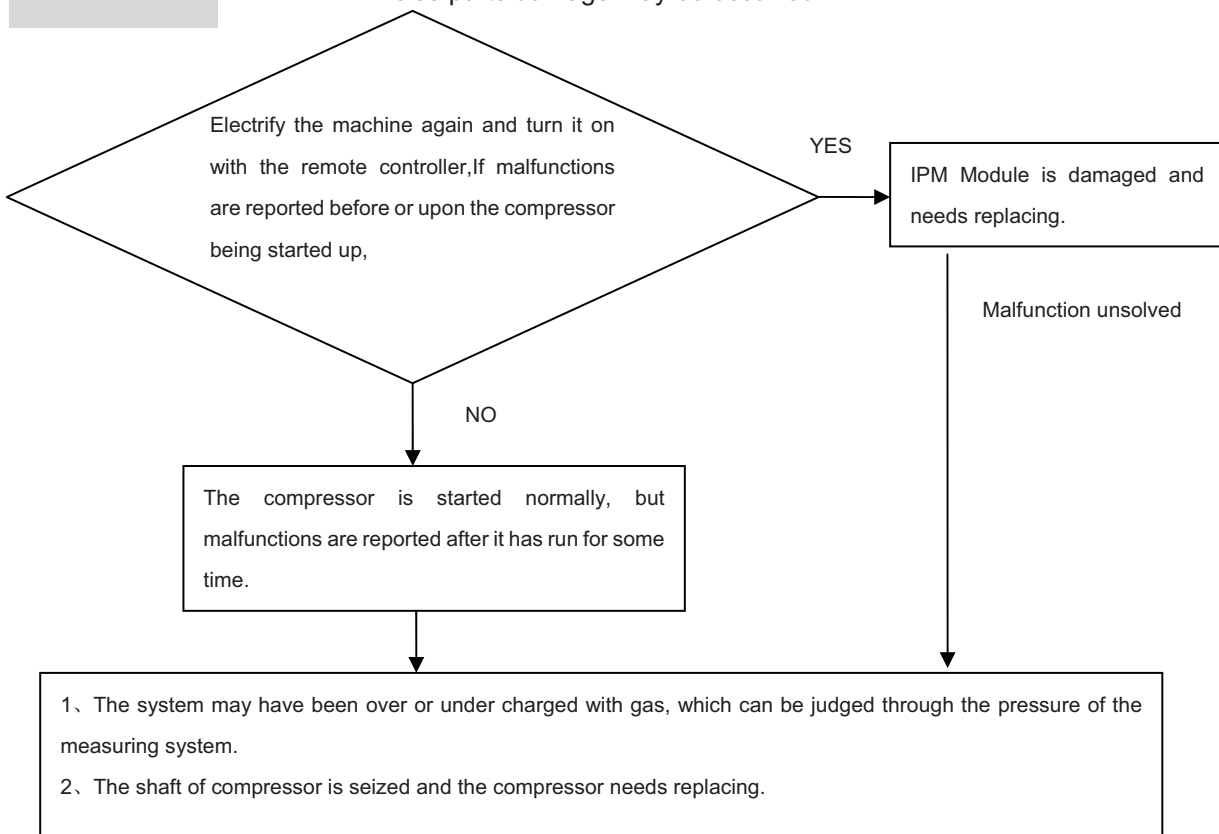 Electrify the machine again and turn it on
with the remote controller,If malfunctions
are reported before or upon the compressor
being started up,
YES
IPM Module is damaged and
needs replacing.
Malfunction unsolved
NO
The compressor is started normally, but
malfunctions are reported after it has run for some
time.
1、The system may have been over or under charged with gas, which can be judged through the pressure of the
measuring system.
2、The shaft of compressor is seized and the compressor needs replacing.